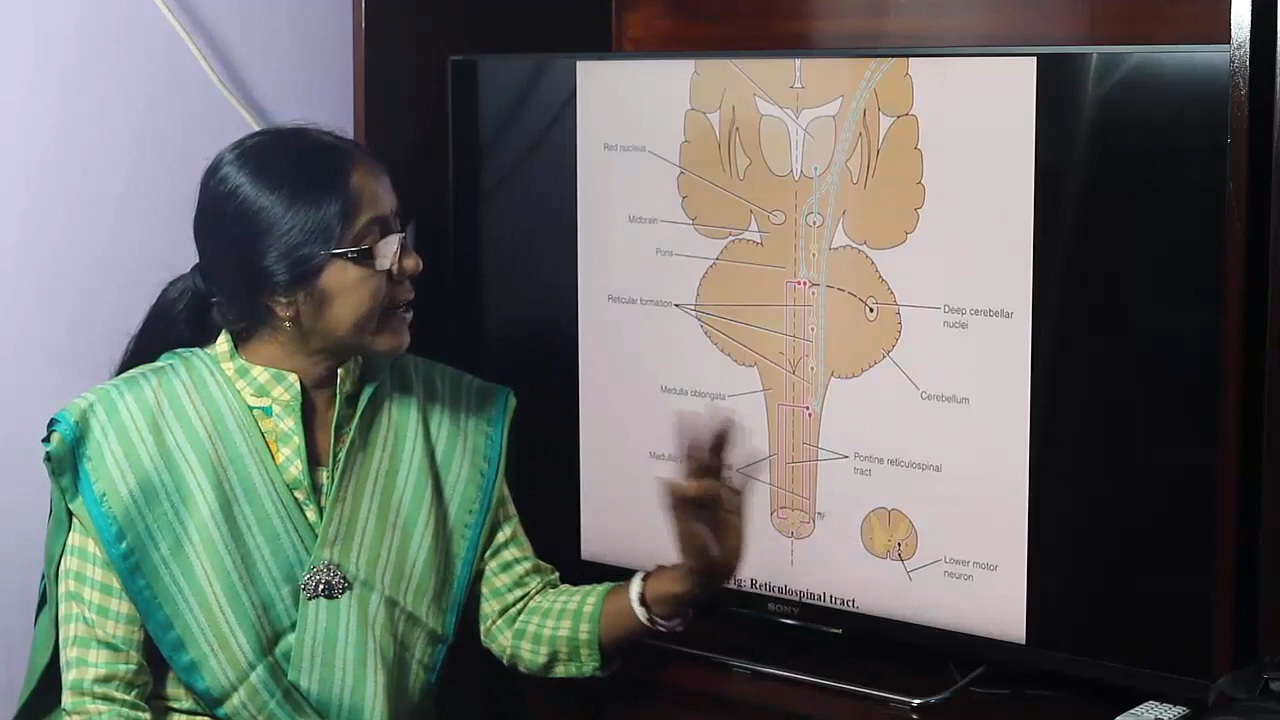 Red nucleus
Midbrain
Pons
Reticular formation
Deep cerebellar
nuclei
Medulla oblongata
Cerebellum
Pontine reticulospinal
tract
Lower motor
neuron
Reticulospinal tract.
SONY